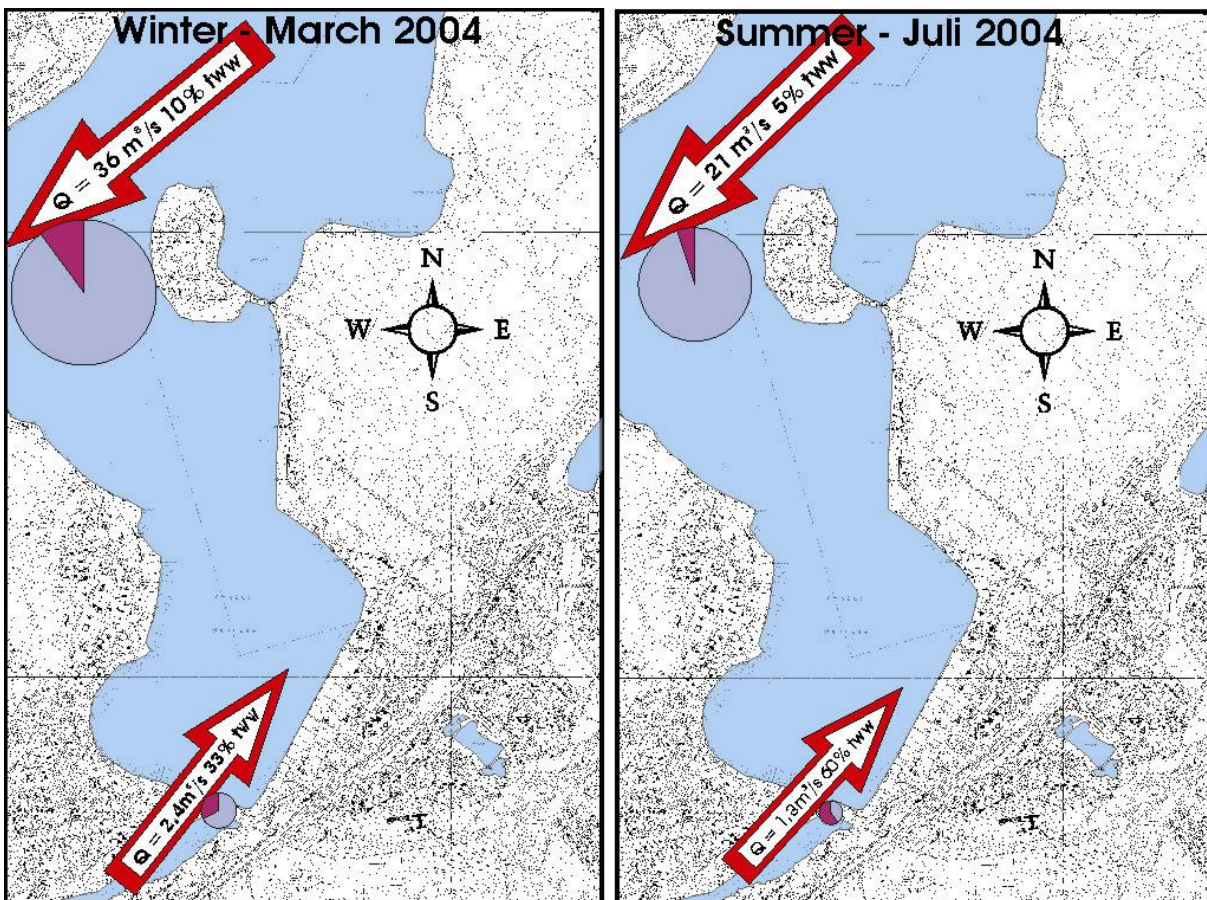 Winter - March 2004
Q = 36 m³/s 10% tww
N
W E
S
Q = 2,4m³/s 33% tww
Summer - Juli 2004
Q = 21 m³/s 5% tww
N
W E
S
Q = 1,3m³/s 60% tww